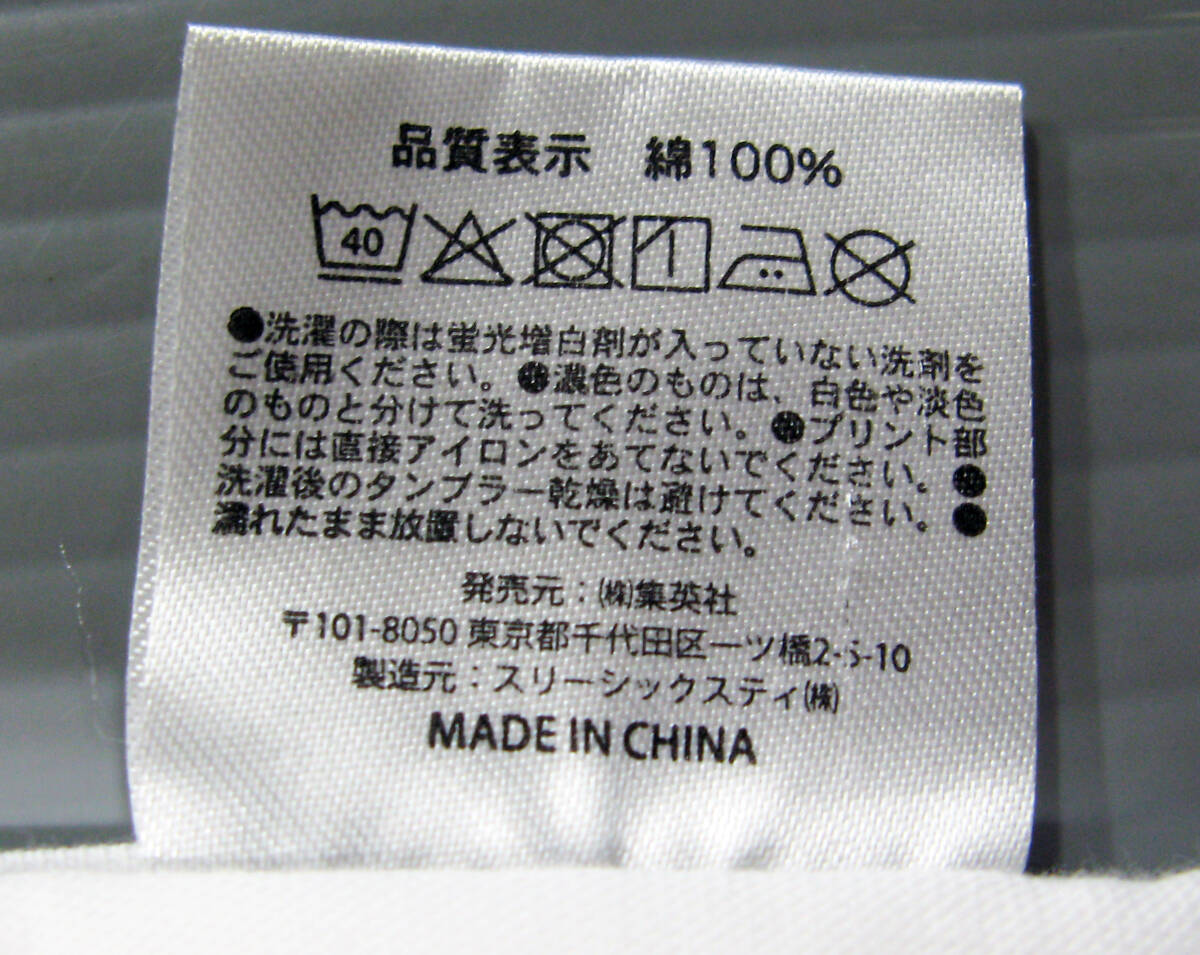 品質表示 綿100%
40
●洗濯の際は蛍光増白剤が入っていない洗剤を
ご使用ください。●濃色のものは、白色や淡色
のものと分けて洗ってください。●プリント部
分には直接アイロンをあてないでください。●
洗濯後のタンブラー乾燥は避けてください。●
濡れたまま放置しないでください。
発売元:㈱集英社
〒101-8050 東京都千代田区一ツ橋2-5-10
製造元:スリーシックスティ㈱
MADE IN CHINA